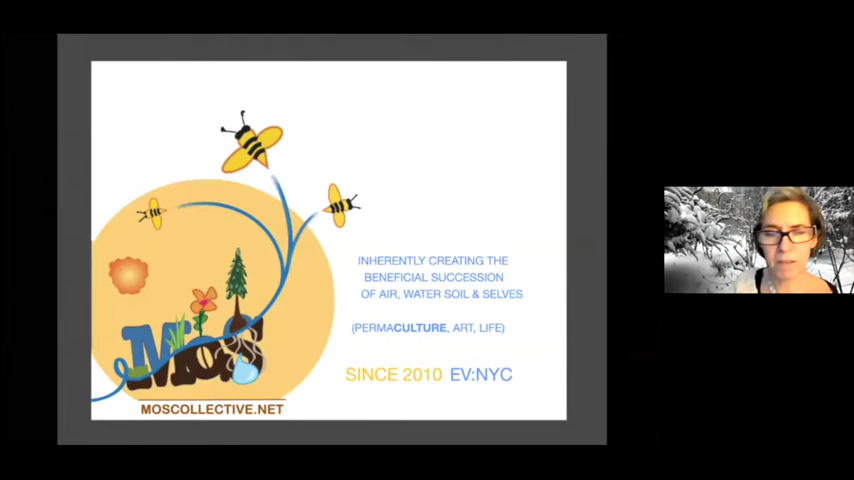 INHERENTLY CREATING THE
BENEFICIAL SUCCESSION
OF AIR, WATER SOIL & SELVES
(PERMACULTURE, ART, LIFE)
SINCE 2010 EV:NYC
MOS
MOSCOLLECTIVE.NET